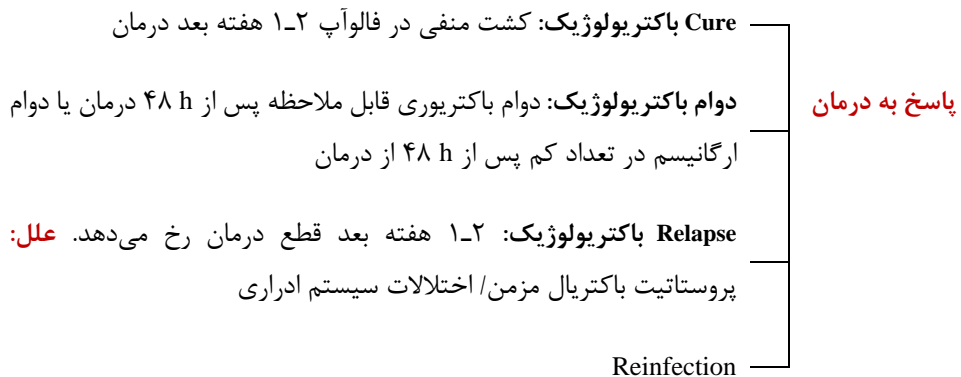 پاسخ به درمان
Cure باکتریولوژیک: کشت منفی در فالوآپ ۲ـ۱ هفته بعد درمان
دوام باکتریولوژیک: دوام باکتریوری قابل ملاحظه پس از ۴۸ h درمان یا دوام
ارگانیسم در تعداد کم پس از ۴۸ h از درمان
Relapse باکتریولوژیک: ۲ـ۱ هفته بعد قطع درمان رخ می‌دهد. علل:
پروستاتیت باکتریال مزمن/ اختلالات سیستم ادراری
Reinfection